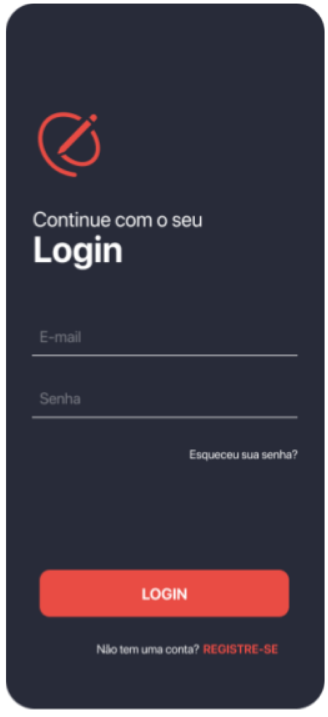 Continue com o seu
Login
E-mail
Senha
Esqueceu sua senha?
LOGIN
Não tem uma conta? REGISTRE-SE